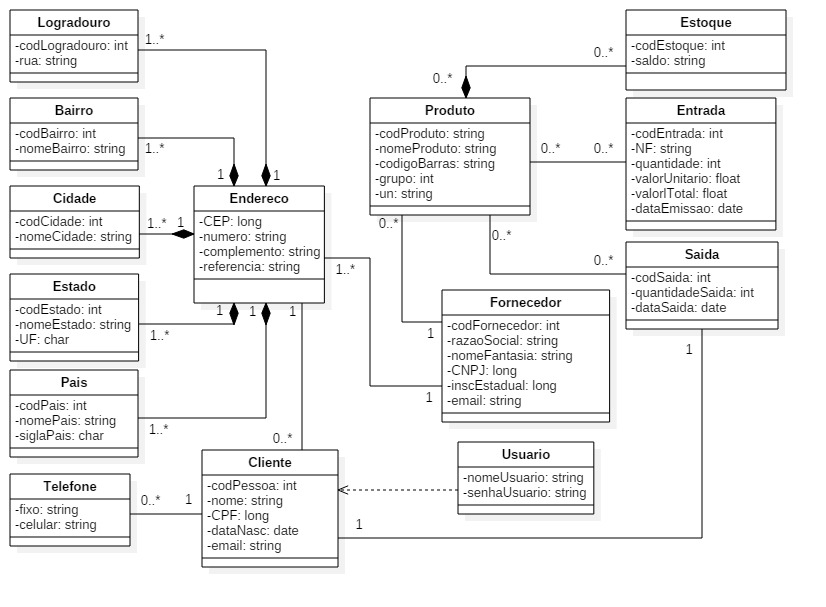 Logradouro
-codLogradouro: int
-rua: string
1..*
Bairro
-codBairro: int
-nomeBairro: string
1..*
1
1
Cidade
-codCidade: int
-nomeCidade: string
1..*
1
Endereco
-CEP: long
-numero: string
-complemento: string
-referencia: string
Estado
-codEstado: int
-nomeEstado: string
-UF: char
1..*
1
1
1
1..*
Pais
-codPais: int
-nomePais: string
-siglaPais: char
1..*
0..*
Telefone
-fixo: string
-celular: string
0..*
1
Cliente
-codPessoa: int
-nome: string
-CPF: long
-dataNasc: date
-email: string
1
Estoque
-codEstoque: int
-saldo: string
0..*
0..*
Produto
-codProduto: string
-nomeProduto: string
-codigoBarras: string
-grupo: int
-un: string
0..*
0..*
Entrada
-codEntrada: int
-NF: string
-quantidade: int
-valorUnitario: float
-valorlTotal: float
-dataEmissao: date
0..*
0..*
0..*
Saida
-codSaida: int
-quantidadeSaida: int
-dataSaida: date
1
Fornecedor
-codFornecedor: int
-razaoSocial: string
-nomeFantasia: string
-CNPJ: long
-inscEstadual: long
-email: string
1
1
Usuario
-nomeUsuario: string
-senhaUsuario: string